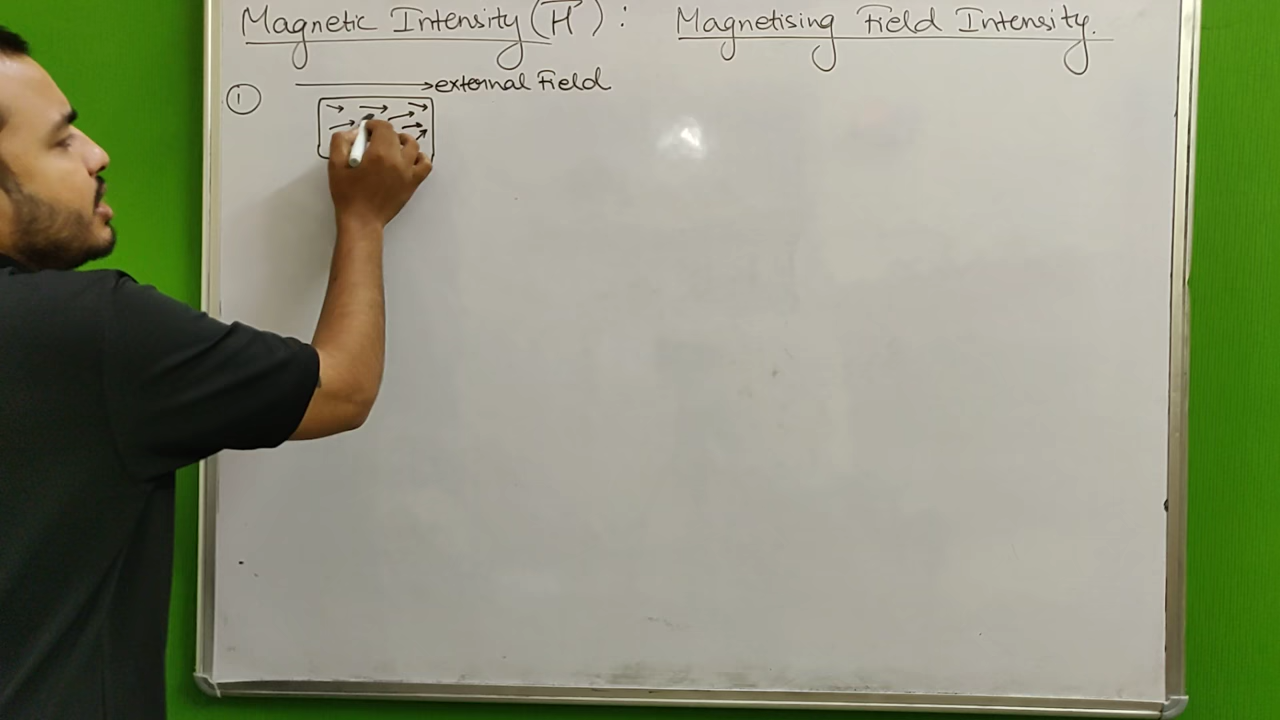 Magnetic Intensity (H⃗) : Magnetising Field Intensity.
① external Field